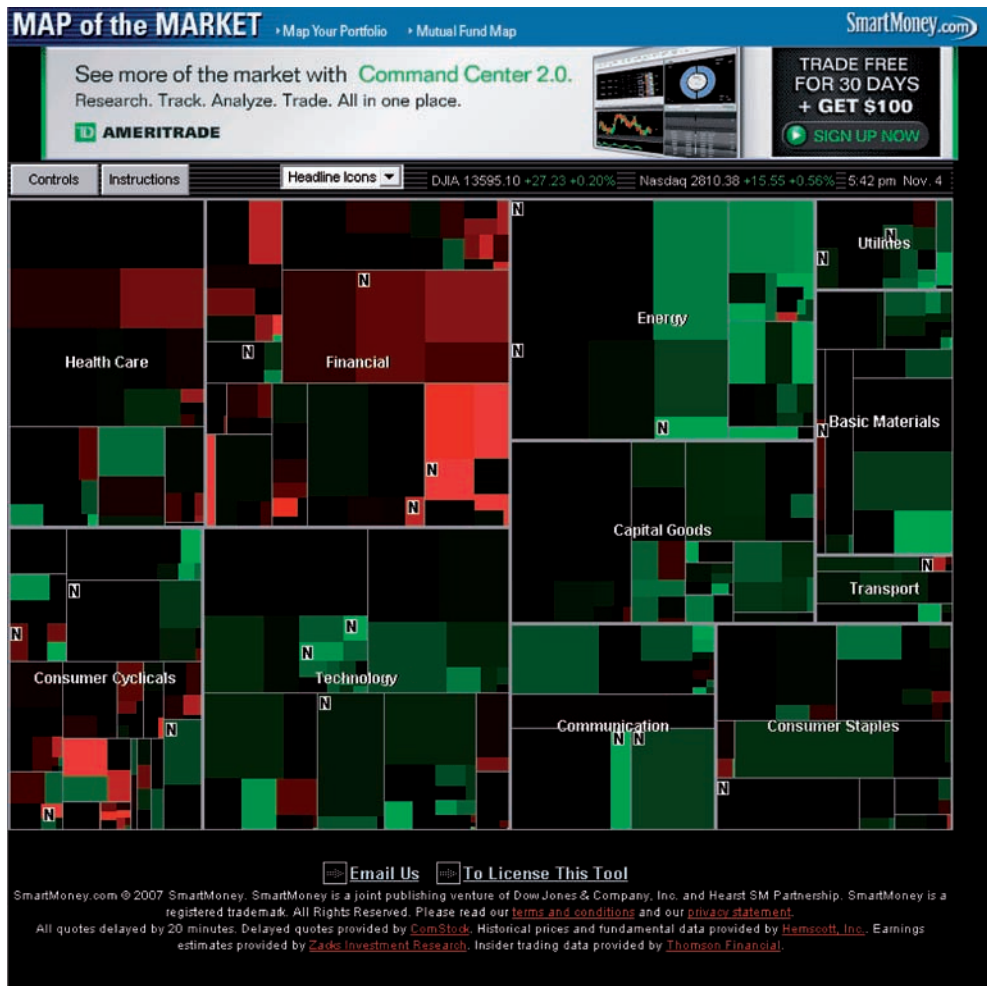 MAP of the MARKET
Map Your Portfolio
Mutual Fund Map
SmartMoney.com
See more of the market with Command Center 2.0.
Research. Track. Analyze. Trade. All in one place.
TD AMERITRADE
TRADE FREE
FOR 30 DAYS
+ GET $100
SIGN UP NOW
Controls
Instructions
Headline Icons
DJIA 13595.10 +27.23 +0.20%
Nasdaq 2810.38 +15.55 +0.56%
5:42 pm Nov. 4
N
N
Utilities
N
N
N
Energy
Health Care
N
Financial
N
Basic Materials
N
N
N
N
Capital Goods
N
Transport
N
N
N
N
Consumer Cyclicals
Technology
N
Communication
Consumer Staples
N
N
N
N
N
Email Us
To License This Tool
SmartMoney.com © 2007 SmartMoney. SmartMoney is a joint publishing venture of Dow Jones & Company, Inc. and Hearst SM Partnership. SmartMoney is a
registered trademark. All Rights Reserved. Please read our terms and conditions and our privacy statement.
All quotes delayed by 20 minutes. Delayed quotes provided by ComStock. Historical prices and fundamental data provided by Hemscott, Inc.. Earnings
estimates provided by Zacks Investment Research. Insider trading data provided by Thomson Financial.